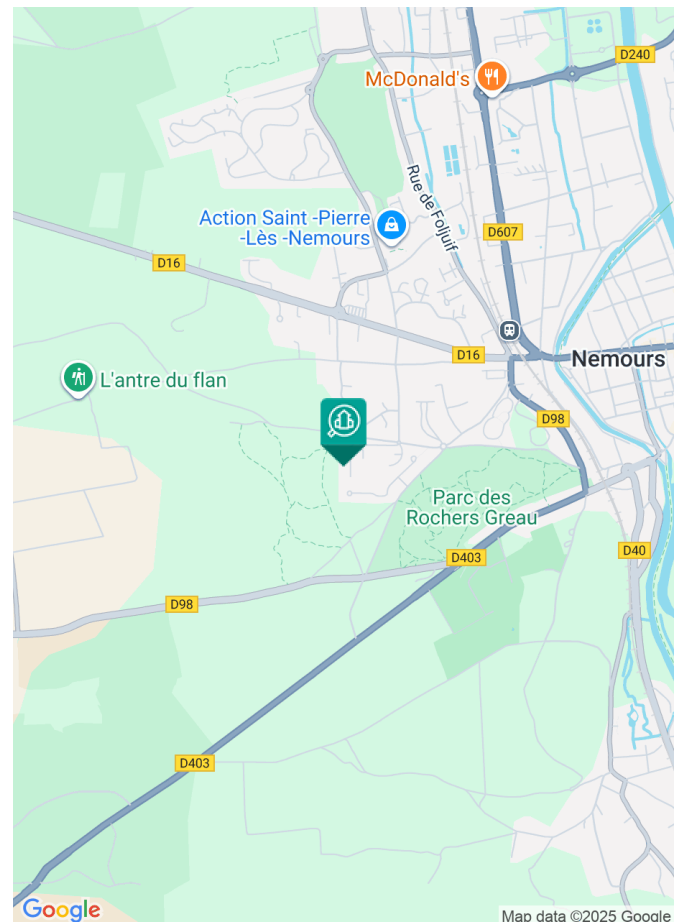 D240
McDonald's
Rue de Foljuif
Action Saint -Pierre
-Lès -Nemours
D607
D16
D16
Nemours
L'antre du flan
D98
Parc des
Rochers Greau
D403
D40
D98
D403
Google
Map data ©2025 Google